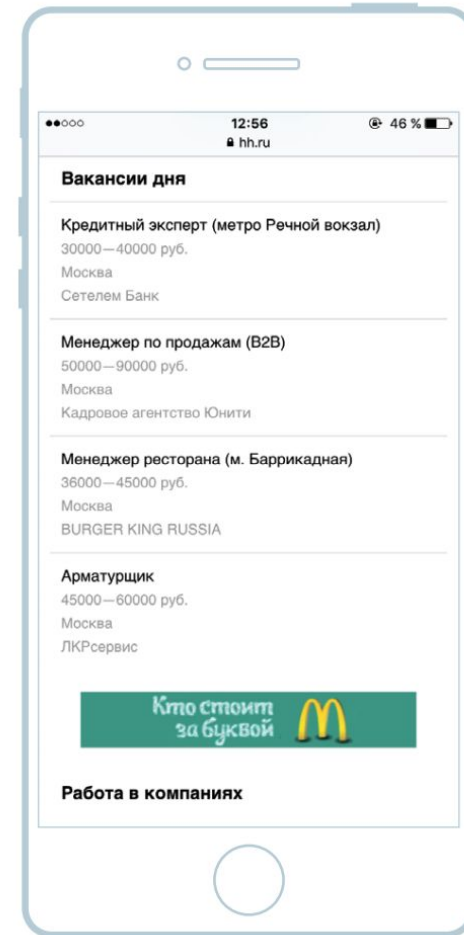 12:56
46 %
hh.ru
Вакансии дня
Кредитный эксперт (метро Речной вокзал)
30000—40000 руб.
Москва
Сетелем Банк
Менеджер по продажам (B2B)
50000—90000 руб.
Москва
Кадровое агентство Юнити
Менеджер ресторана (м. Баррикадная)
36000—45000 руб.
Москва
BURGER KING RUSSIA
Арматурщик
45000—60000 руб.
Москва
ЛКРсервис
Кто стоит
за буквой
Работа в компаниях